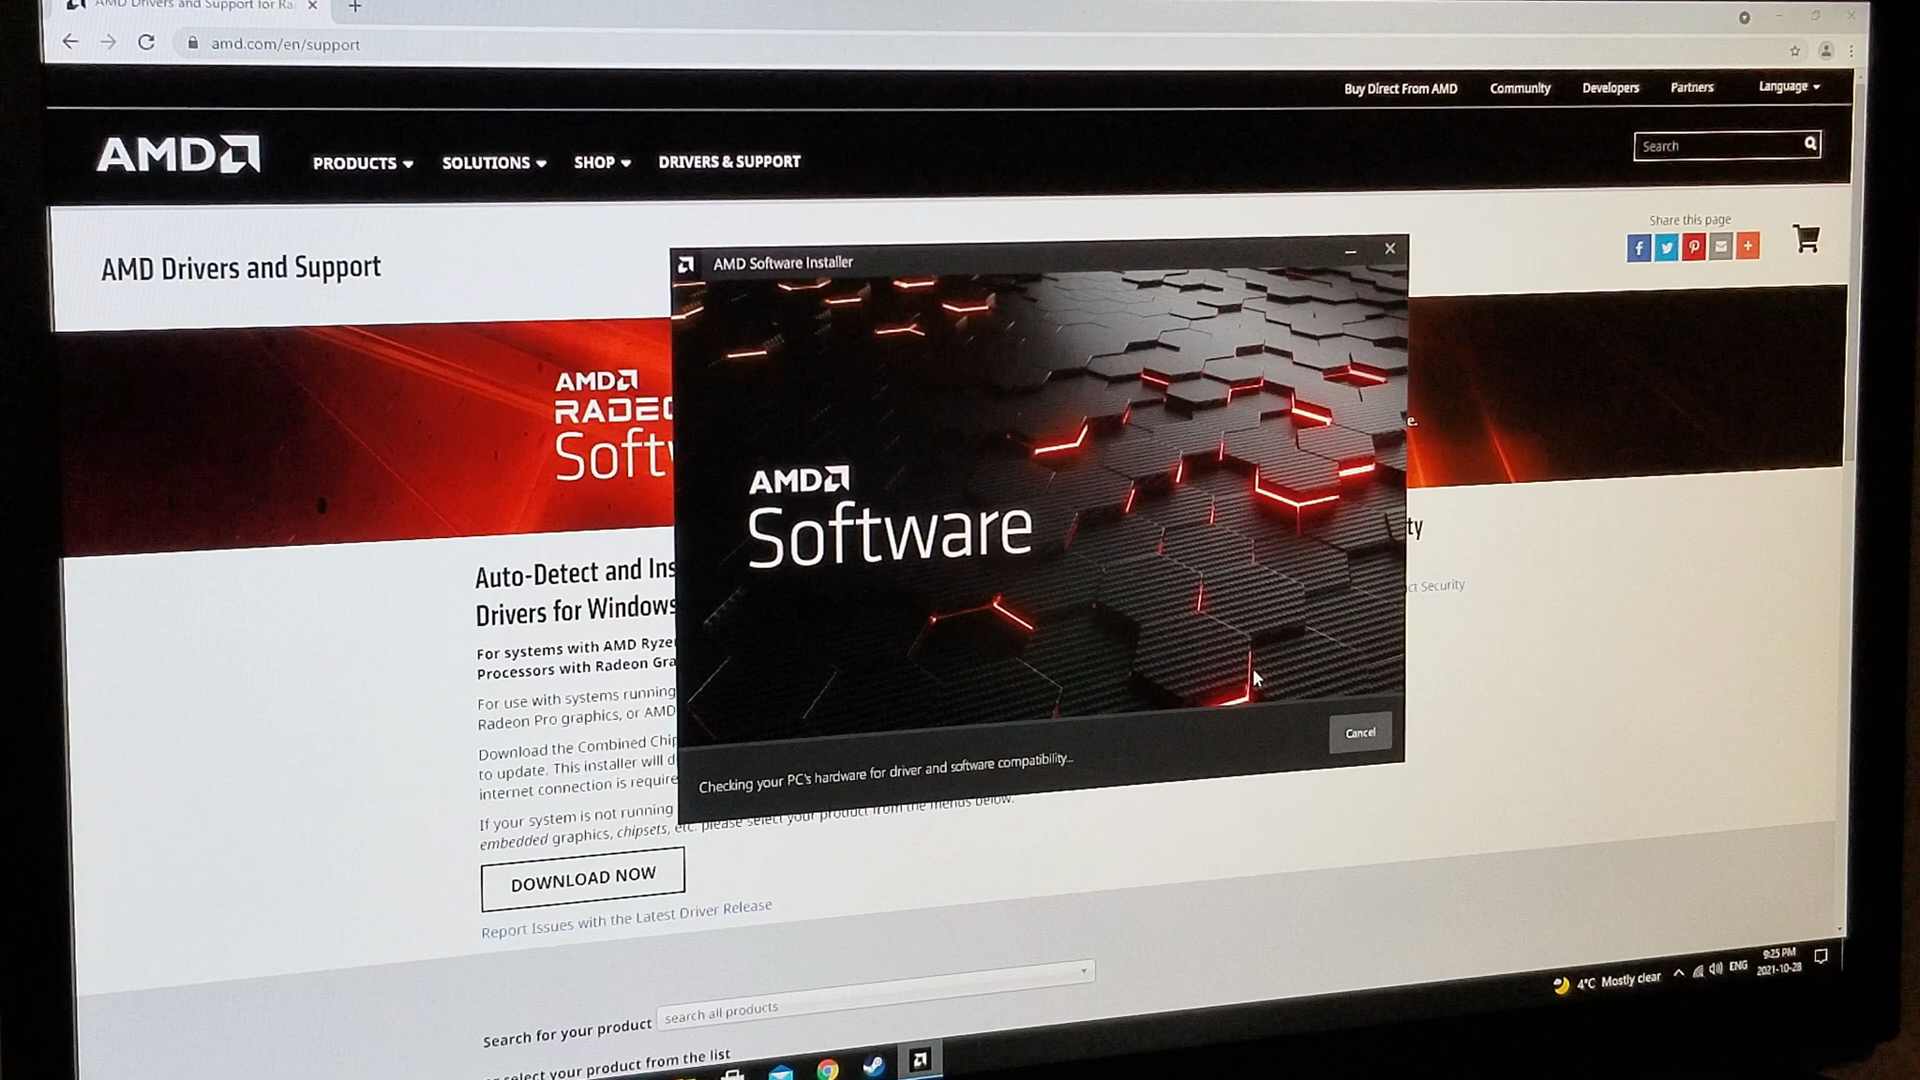 AMD Drivers and Support for Ra
amd.com/en/support
Buy Direct From AMD
Community
Developers
Partners
Language
AMD
PRODUCTS
SOLUTIONS
SHOP
DRIVERS & SUPPORT
Search
Share this page
AMD Drivers and Support
AMD Software Installer
AMD
RADEO
Soft
e.
AMD
Software
ty
ct Security
Auto-Detect and Ins
Drivers for Windows
For systems with AMD Ryze
Processors with Radeon Gra
For use with systems running
Radeon Pro graphics, or AMD
Download the Combined Chip
to update. This installer will d
internet connection is require
If your system is not running
embedded graphics, chipsets, etc. please select your product from the menus below.
Checking your PC's hardware for driver and software compatibility...
Cancel
DOWNLOAD NOW
Report Issues with the Latest Driver Release
Search for your product
search all products
select your product from the list
4°C Mostly clear
ENG
9:25 PM
2021-10-28